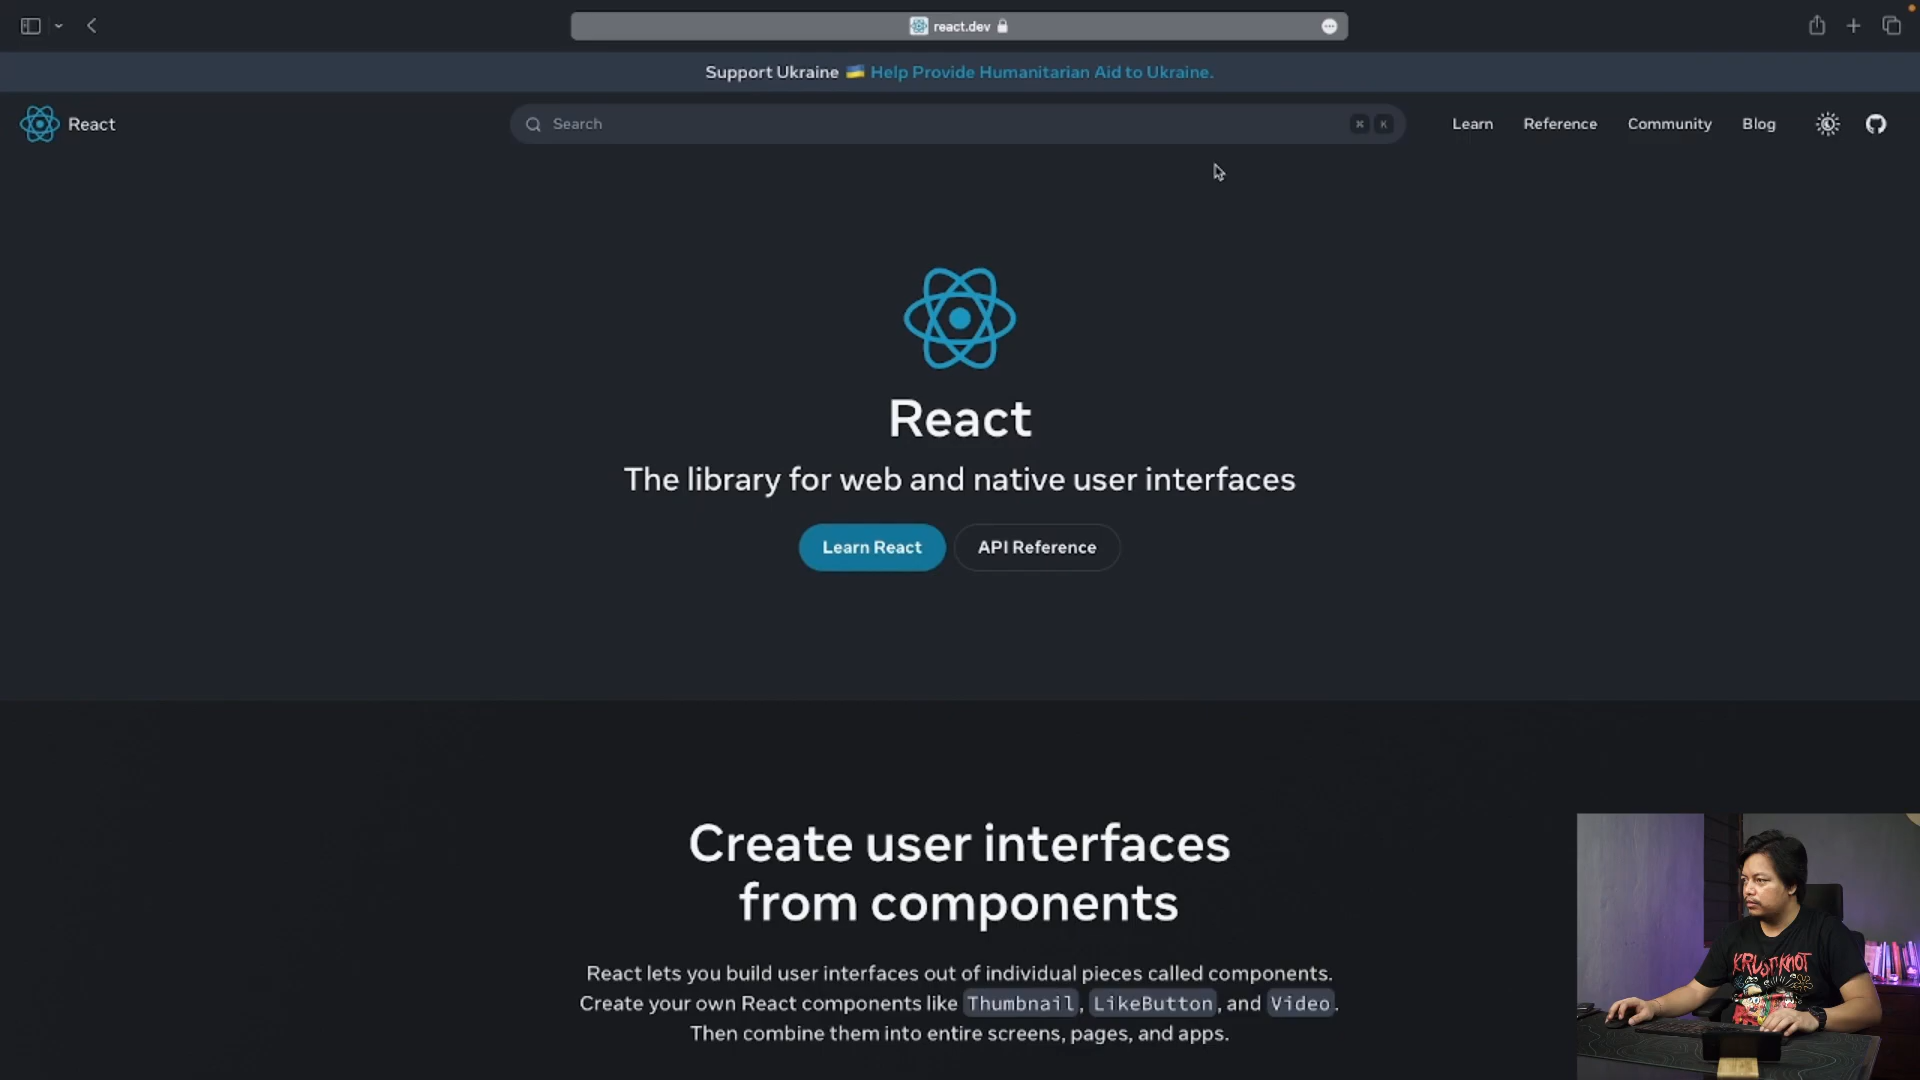 react.dev
Support Ukraine 🇺🇦 Help Provide Humanitarian Aid to Ukraine.
React
Search
⌘ K
Learn Reference Community Blog
React
The library for web and native user interfaces
Learn React API Reference
Create user interfaces
from components
React lets you build user interfaces out of individual pieces called components.
Create your own React components like Thumbnail, LikeButton, and Video.
Then combine them into entire screens, pages, and apps.
KRUSTKNOT